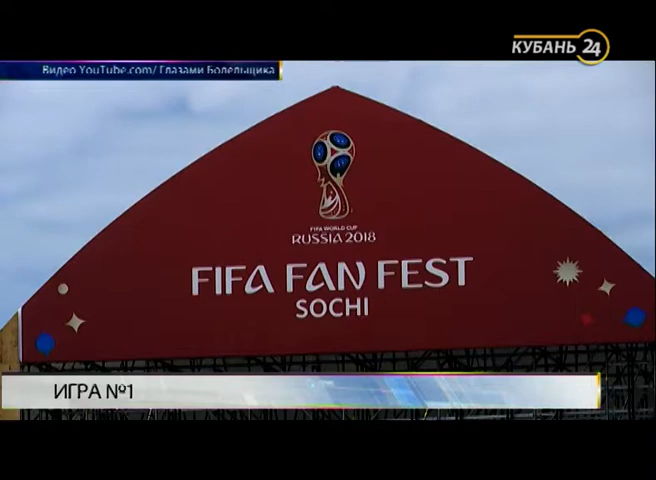 КУБАНЬ 24
Видео YouTube.com/ Глазами Болельщика
FIFA WORLD CUP
RUSSIA 2018
FIFA FAN FEST
SOCHI
ИГРА №1